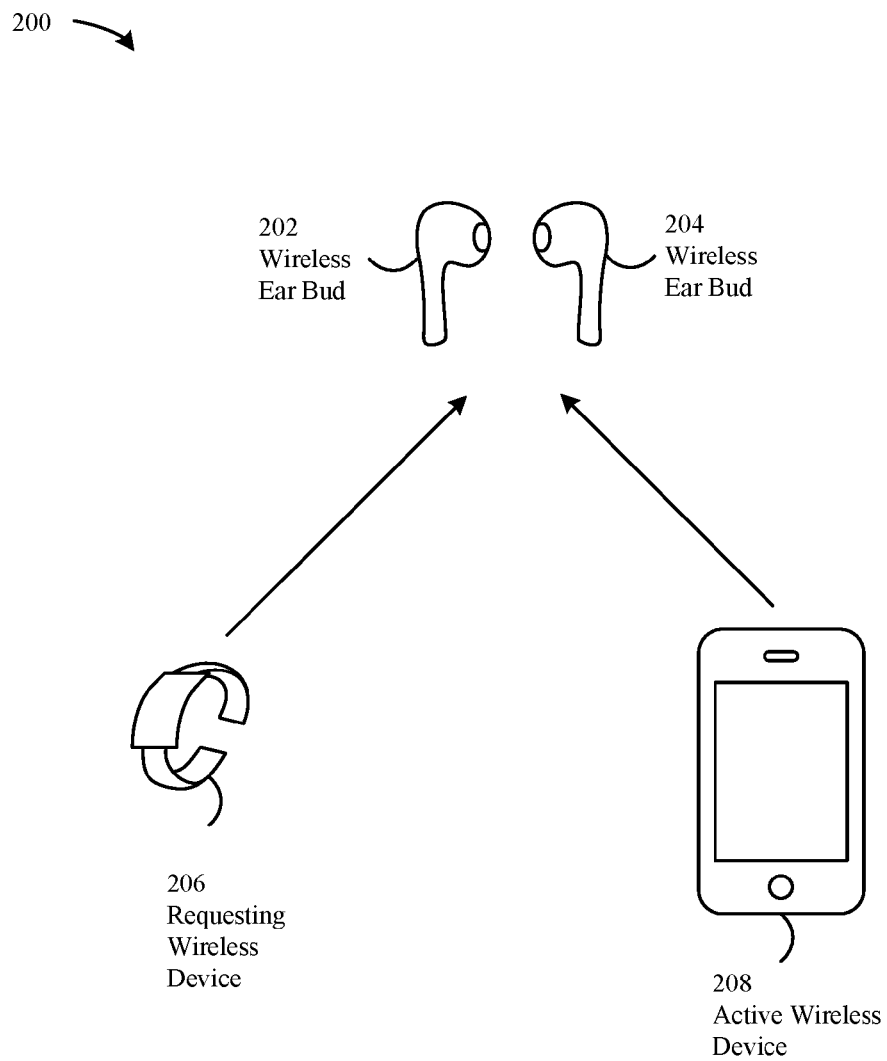 200
202
Wireless
Ear Bud
204
Wireless
Ear Bud
206
Requesting
Wireless
Device
208
Active Wireless
Device